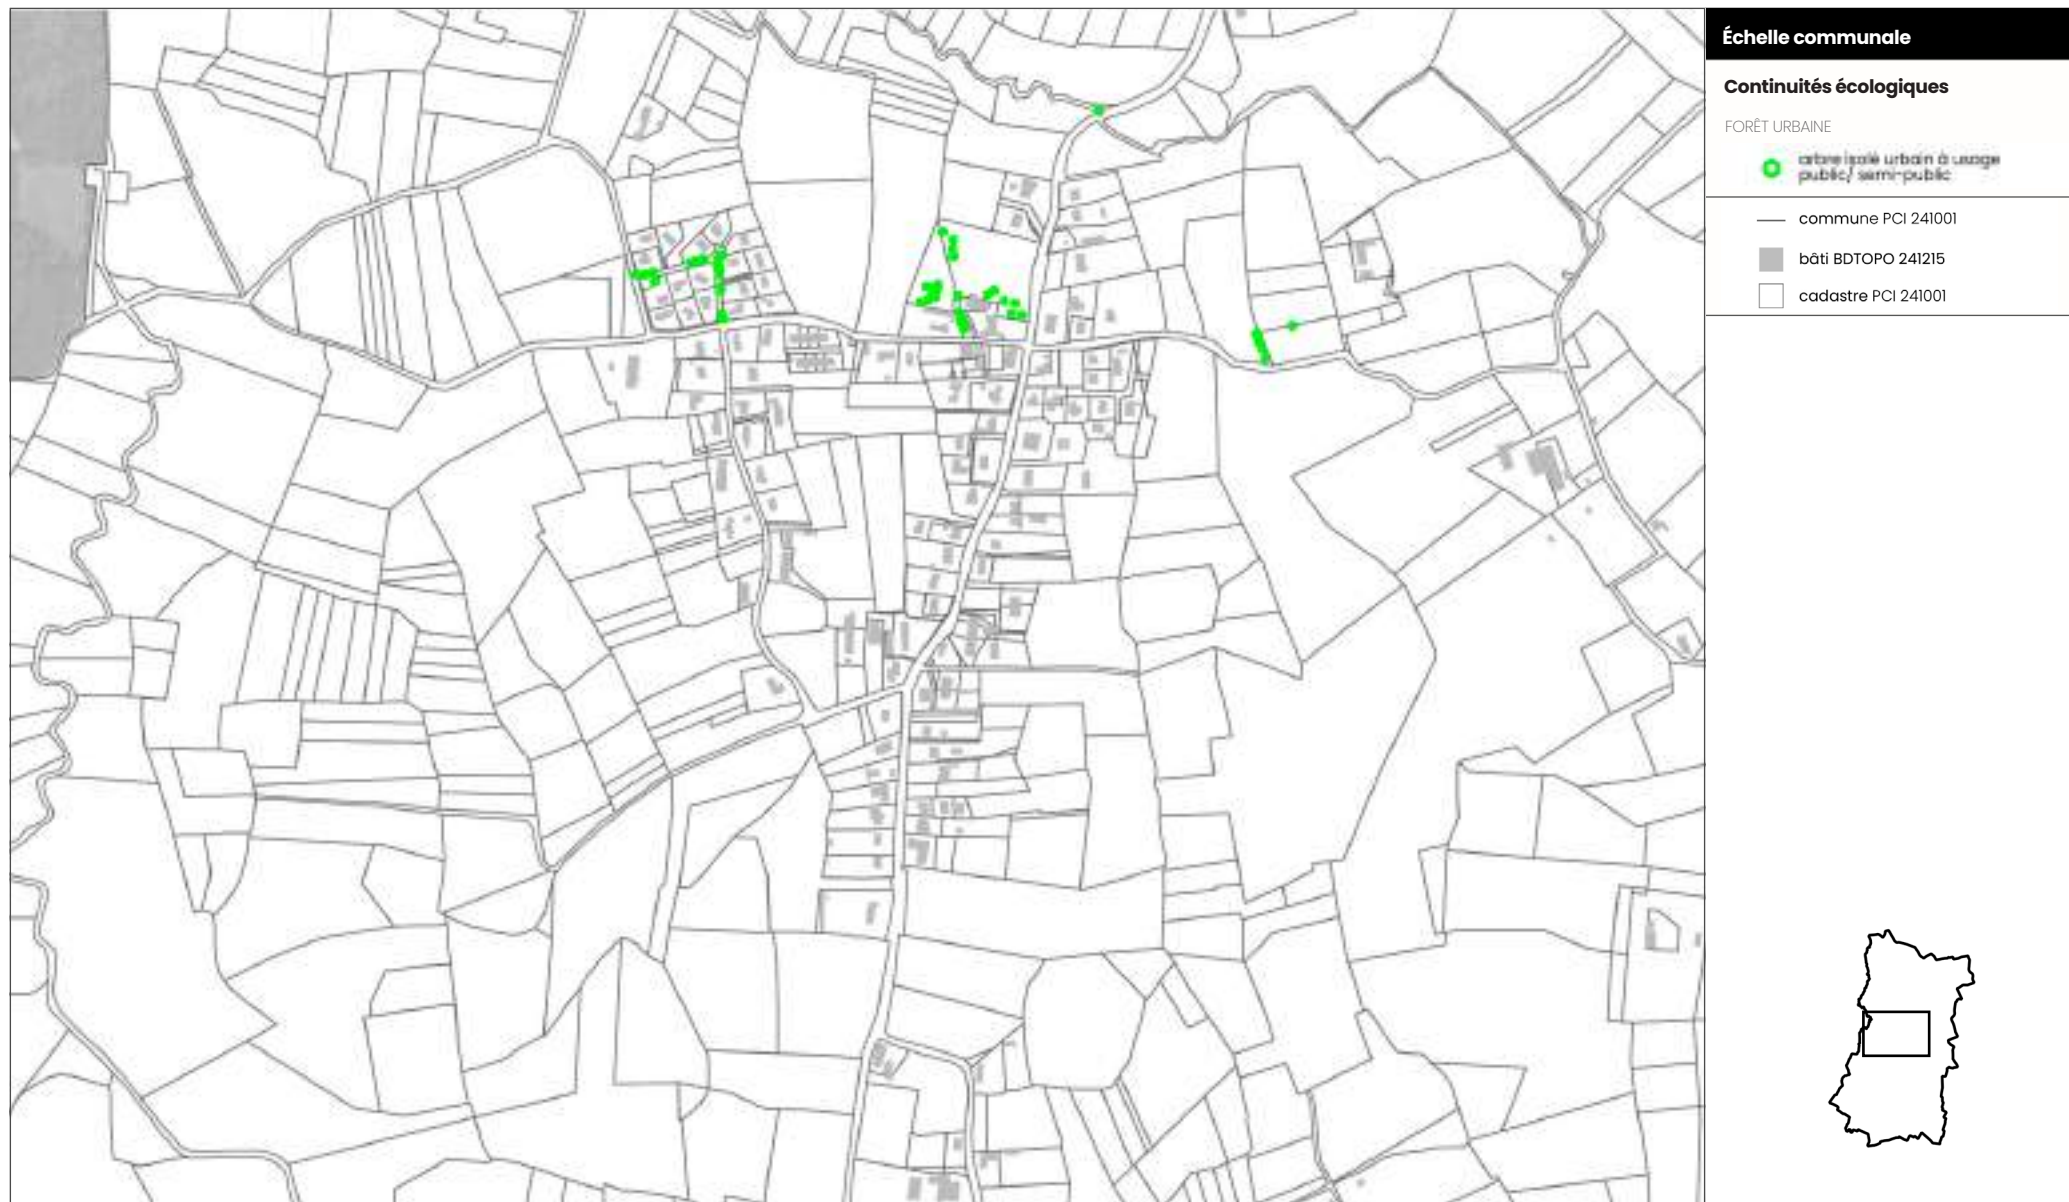 Échelle communale
Continuités écologiques
FORÊT URBAINE
arbre isolé urbain à usage
public/ semi-public
commune PCI 241001
bâti BDTOPO 241215
cadastre PCI 241001